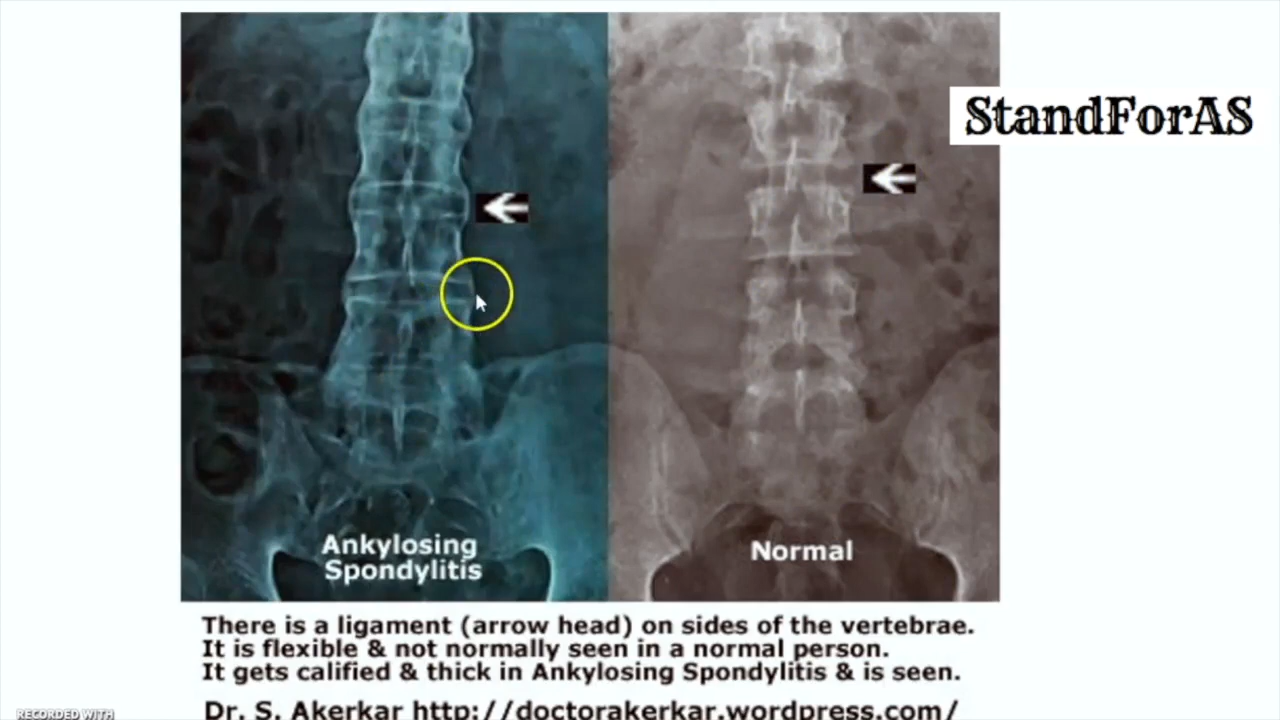 StandForAS
Ankylosing
Spondylitis
Normal
There is a ligament (arrow head) on sides of the vertebrae.
It is flexible & not normally seen in a normal person.
It gets calified & thick in Ankylosing Spondylitis & is seen.
Dr. S. Akerkar http://doctorakerkar.wordpress.com/
RECORDED WITH